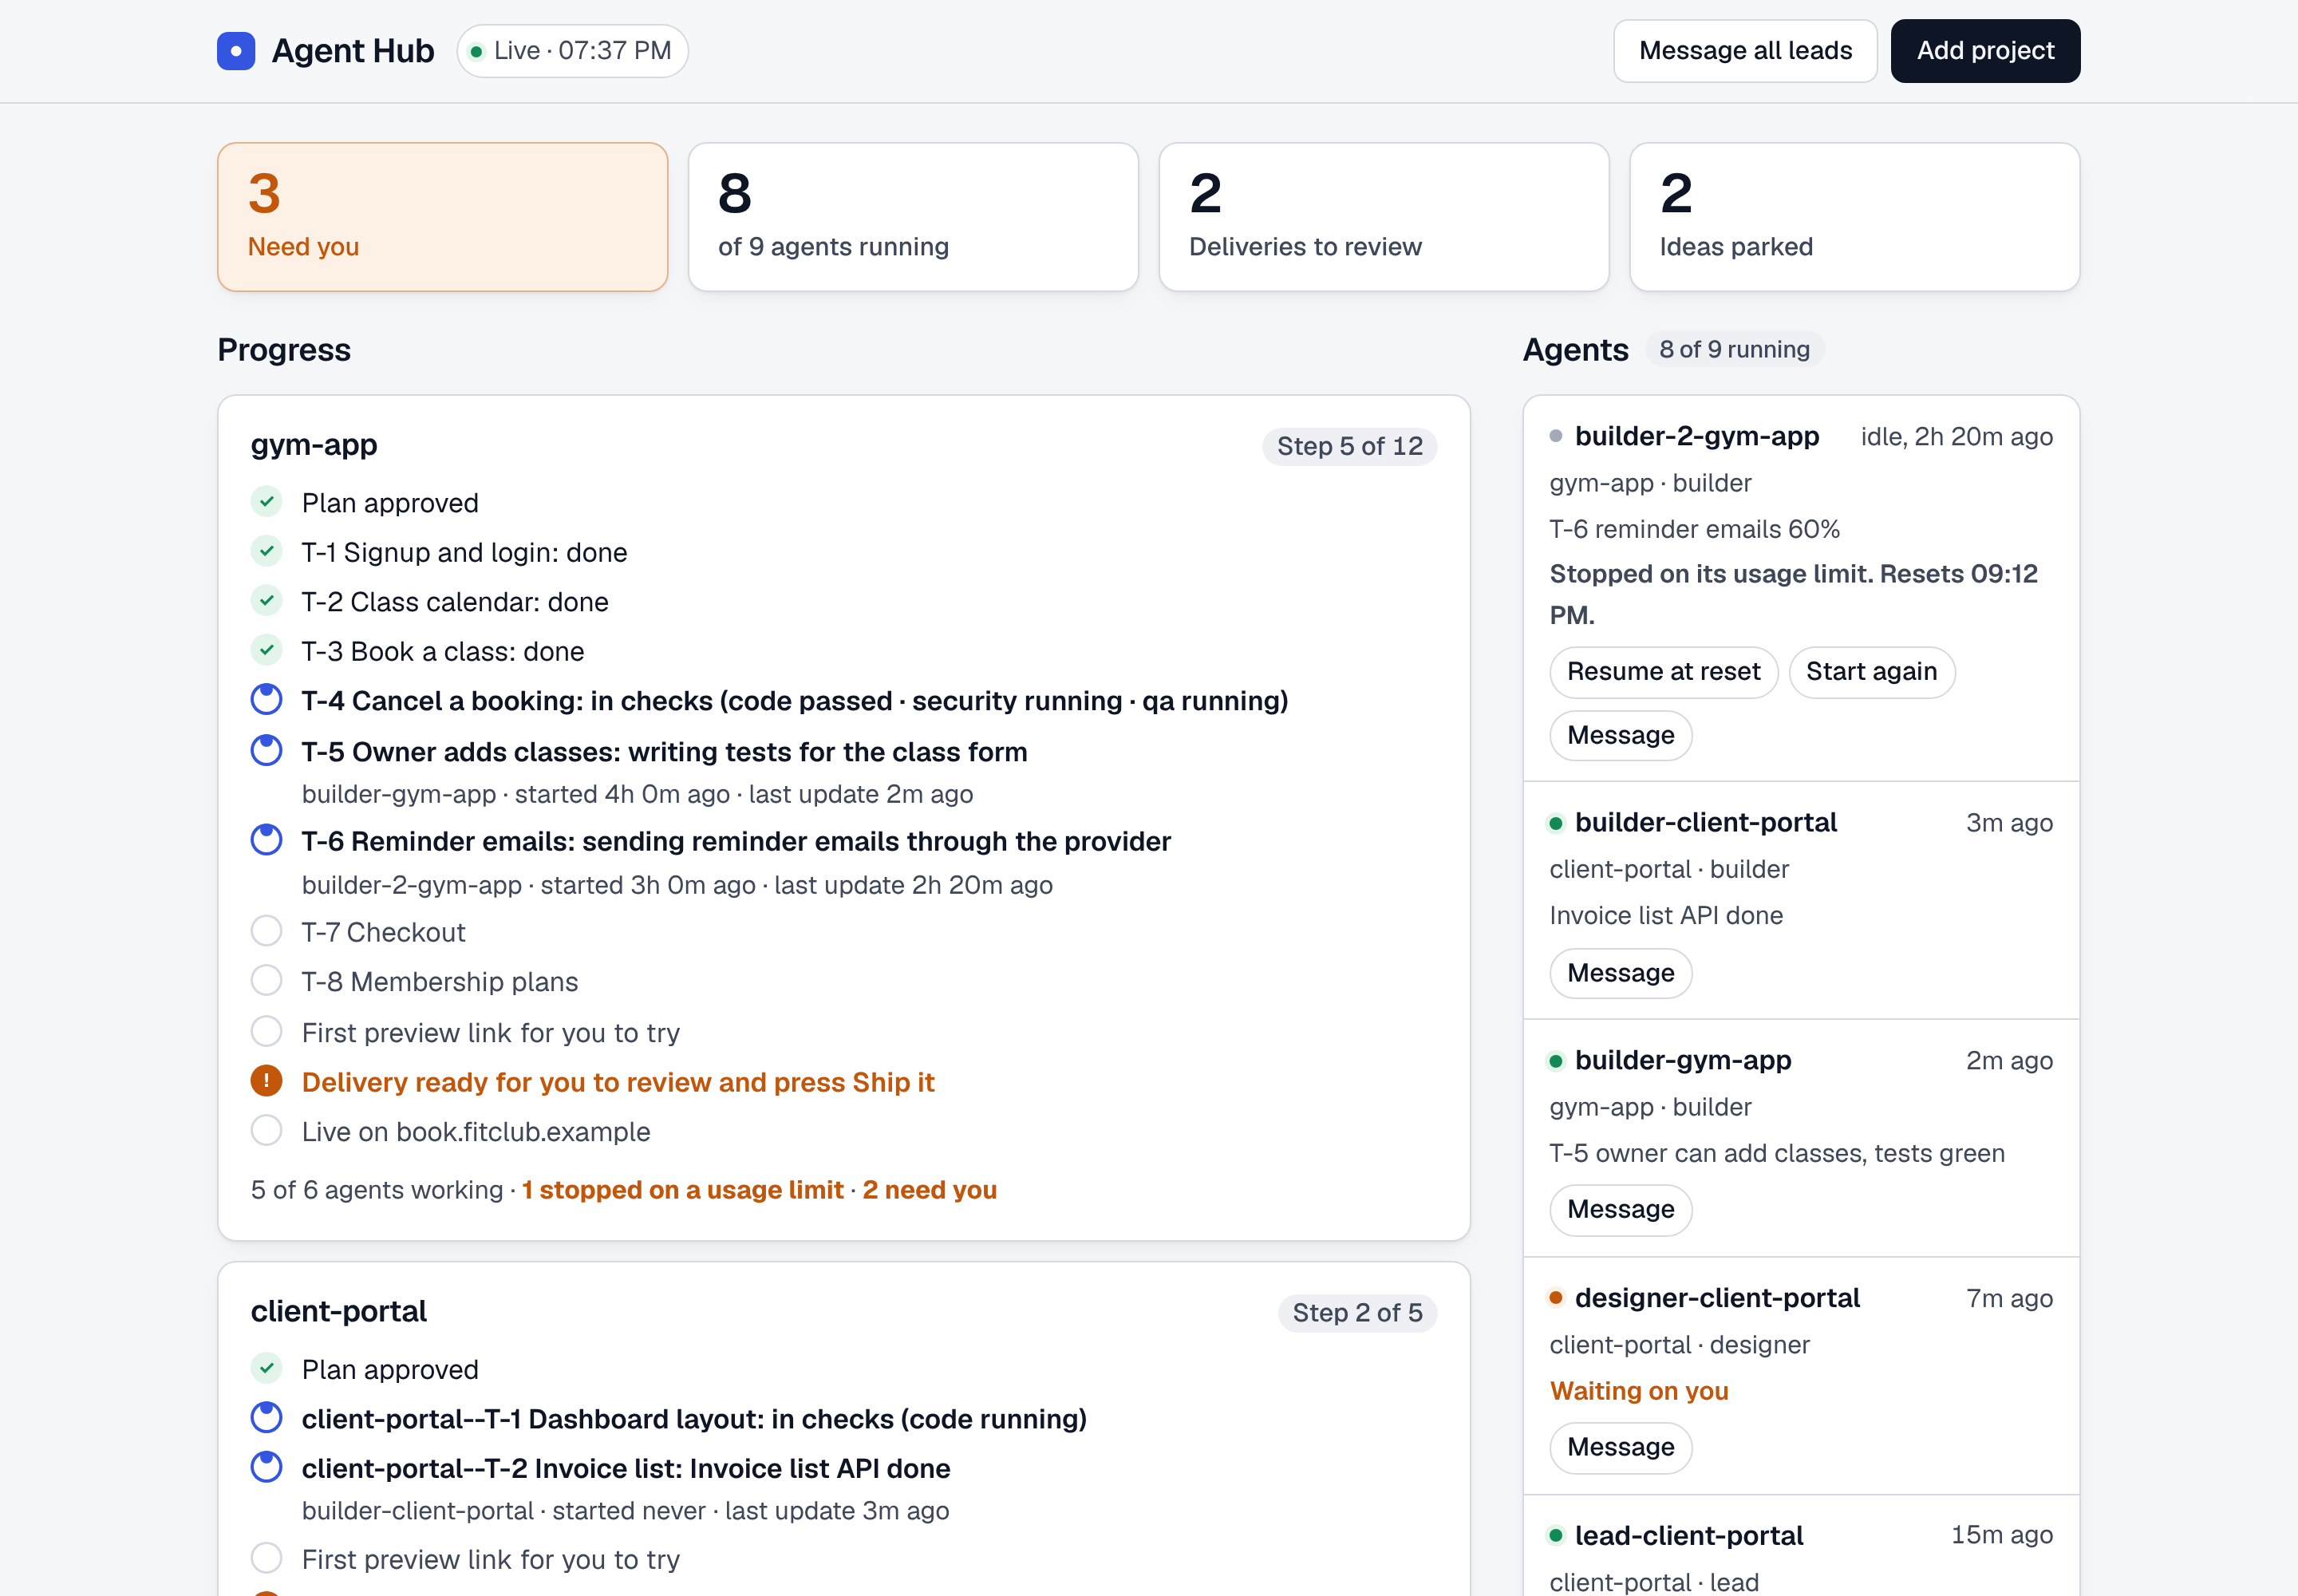 Agent Hub
Live · 07:37 PM
Message all leads
Add project
3
Need you
8
of 9 agents running
2
Deliveries to review
2
Ideas parked
Progress
gym-app
Step 5 of 12
Plan approved
T-1 Signup and login: done
T-2 Class calendar: done
T-3 Book a class: done
T-4 Cancel a booking: in checks (code passed · security running · qa running)
T-5 Owner adds classes: writing tests for the class form
builder-gym-app · started 4h 0m ago · last update 2m ago
T-6 Reminder emails: sending reminder emails through the provider
builder-2-gym-app · started 3h 0m ago · last update 2h 20m ago
T-7 Checkout
T-8 Membership plans
First preview link for you to try
! Delivery ready for you to review and press Ship it
Live on book.fitclub.example
5 of 6 agents working · 1 stopped on a usage limit · 2 need you
client-portal
Step 2 of 5
Plan approved
client-portal--T-1 Dashboard layout: in checks (code running)
client-portal--T-2 Invoice list: Invoice list API done
builder-client-portal · started never · last update 3m ago
First preview link for you to try
Agents
8 of 9 running
builder-2-gym-app
idle, 2h 20m ago
gym-app · builder
T-6 reminder emails 60%
Stopped on its usage limit. Resets 09:12
PM.
Resume at reset
Start again
Message
builder-client-portal
3m ago
client-portal · builder
Invoice list API done
Message
builder-gym-app
2m ago
gym-app · builder
T-5 owner can add classes, tests green
Message
designer-client-portal
7m ago
client-portal · designer
Waiting on you
Message
lead-client-portal
15m ago
client-portal · lead